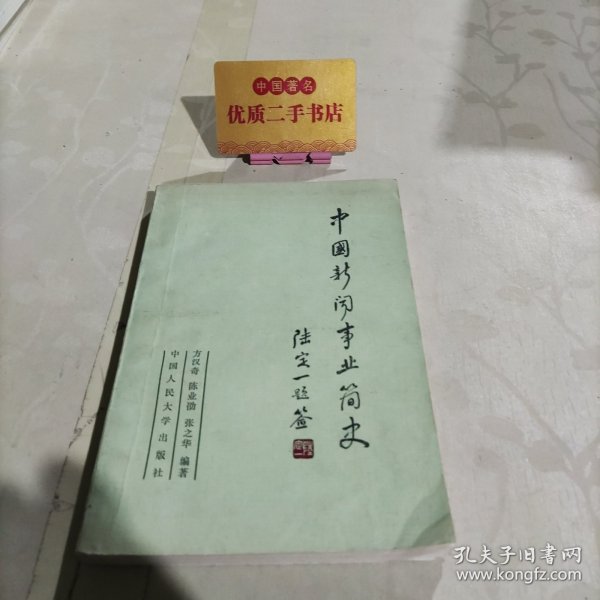 中国著名
优质二手书店
中國新闻事业简史
陆定一题签
方汉奇 陈业劭 张之华 编著
中国人民大学出版社
孔夫子旧书网
www.kongfz.com